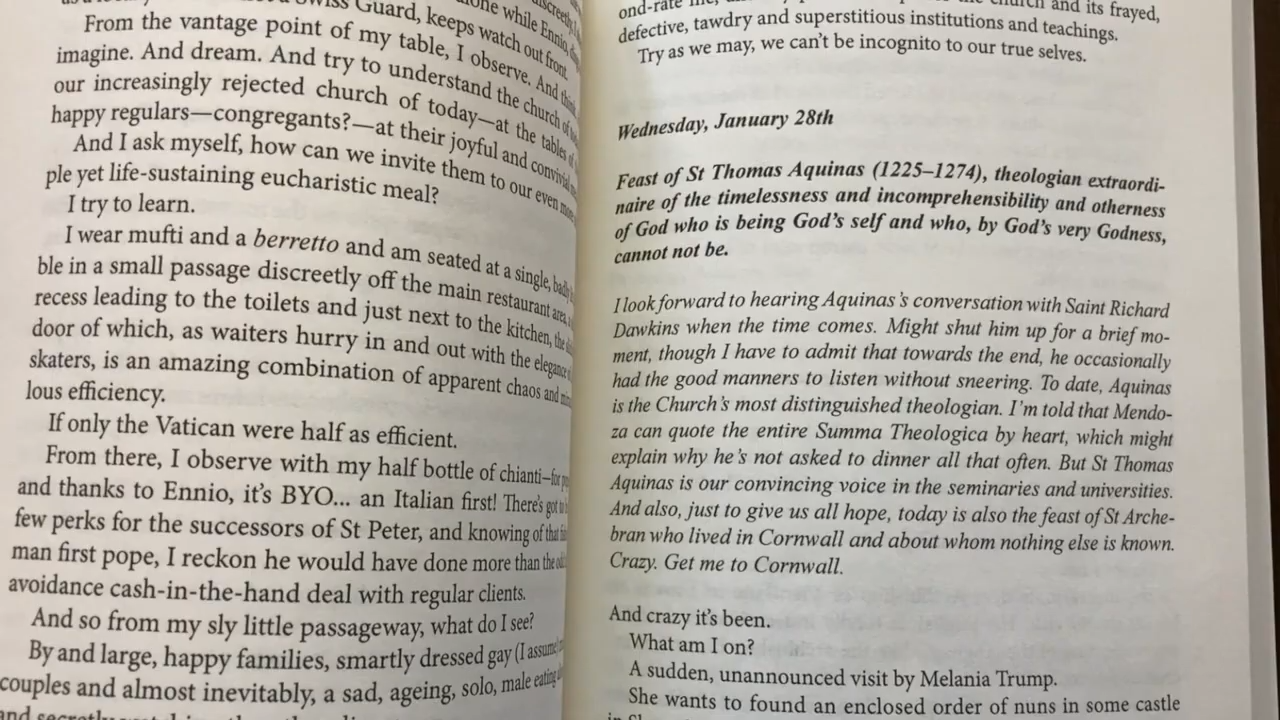 Swiss Guard, keeps watch out front.
From the vantage point of my table, I observe. And think.
imagine. And dream. And try to understand the church of
our increasingly rejected church of today—at the tables of
happy regulars—congregants?—at their joyful and convivial
And I ask myself, how can we invite them to our even more
ple yet life-sustaining eucharistic meal?
I try to learn.
I wear mufti and a berretto and am seated at a single, badly
ble in a small passage discreetly off the main restaurant area,
recess leading to the toilets and just next to the kitchen, the
door of which, as waiters hurry in and out with the elegance
skaters, is an amazing combination of apparent chaos and
lous efficiency.
If only the Vatican were half as efficient.
From there, I observe with my half bottle of chianti—for
and thanks to Ennio, it's BYO... an Italian first! There's got to
few perks for the successors of St Peter, and knowing of that
man first pope, I reckon he would have done more than the
avoidance cash-in-the-hand deal with regular clients.
And so from my sly little passageway, what do I see?
By and large, happy families, smartly dressed gay (I assume)
couples and almost inevitably, a sad, ageing, solo, male eating
and secretly
church and its frayed,
defective, tawdry and superstitious institutions and teachings.
Try as we may, we can't be incognito to our true selves.
Wednesday, January 28th
Feast of St Thomas Aquinas (1225–1274), theologian extraordi-
naire of the timelessness and incomprehensibility and otherness
of God who is being God's self and who, by God's very Godness,
cannot not be.
I look forward to hearing Aquinas's conversation with Saint Richard
Dawkins when the time comes. Might shut him up for a brief mo-
ment, though I have to admit that towards the end, he occasionally
had the good manners to listen without sneering. To date, Aquinas
is the Church's most distinguished theologian. I'm told that Mendo-
za can quote the entire Summa Theologica by heart, which might
explain why he's not asked to dinner all that often. But St Thomas
Aquinas is our convincing voice in the seminaries and universities.
And also, just to give us all hope, today is also the feast of St Arche-
bran who lived in Cornwall and about whom nothing else is known.
Crazy. Get me to Cornwall.
And crazy it's been.
What am I on?
A sudden, unannounced visit by Melania Trump.
She wants to found an enclosed order of nuns in some castle